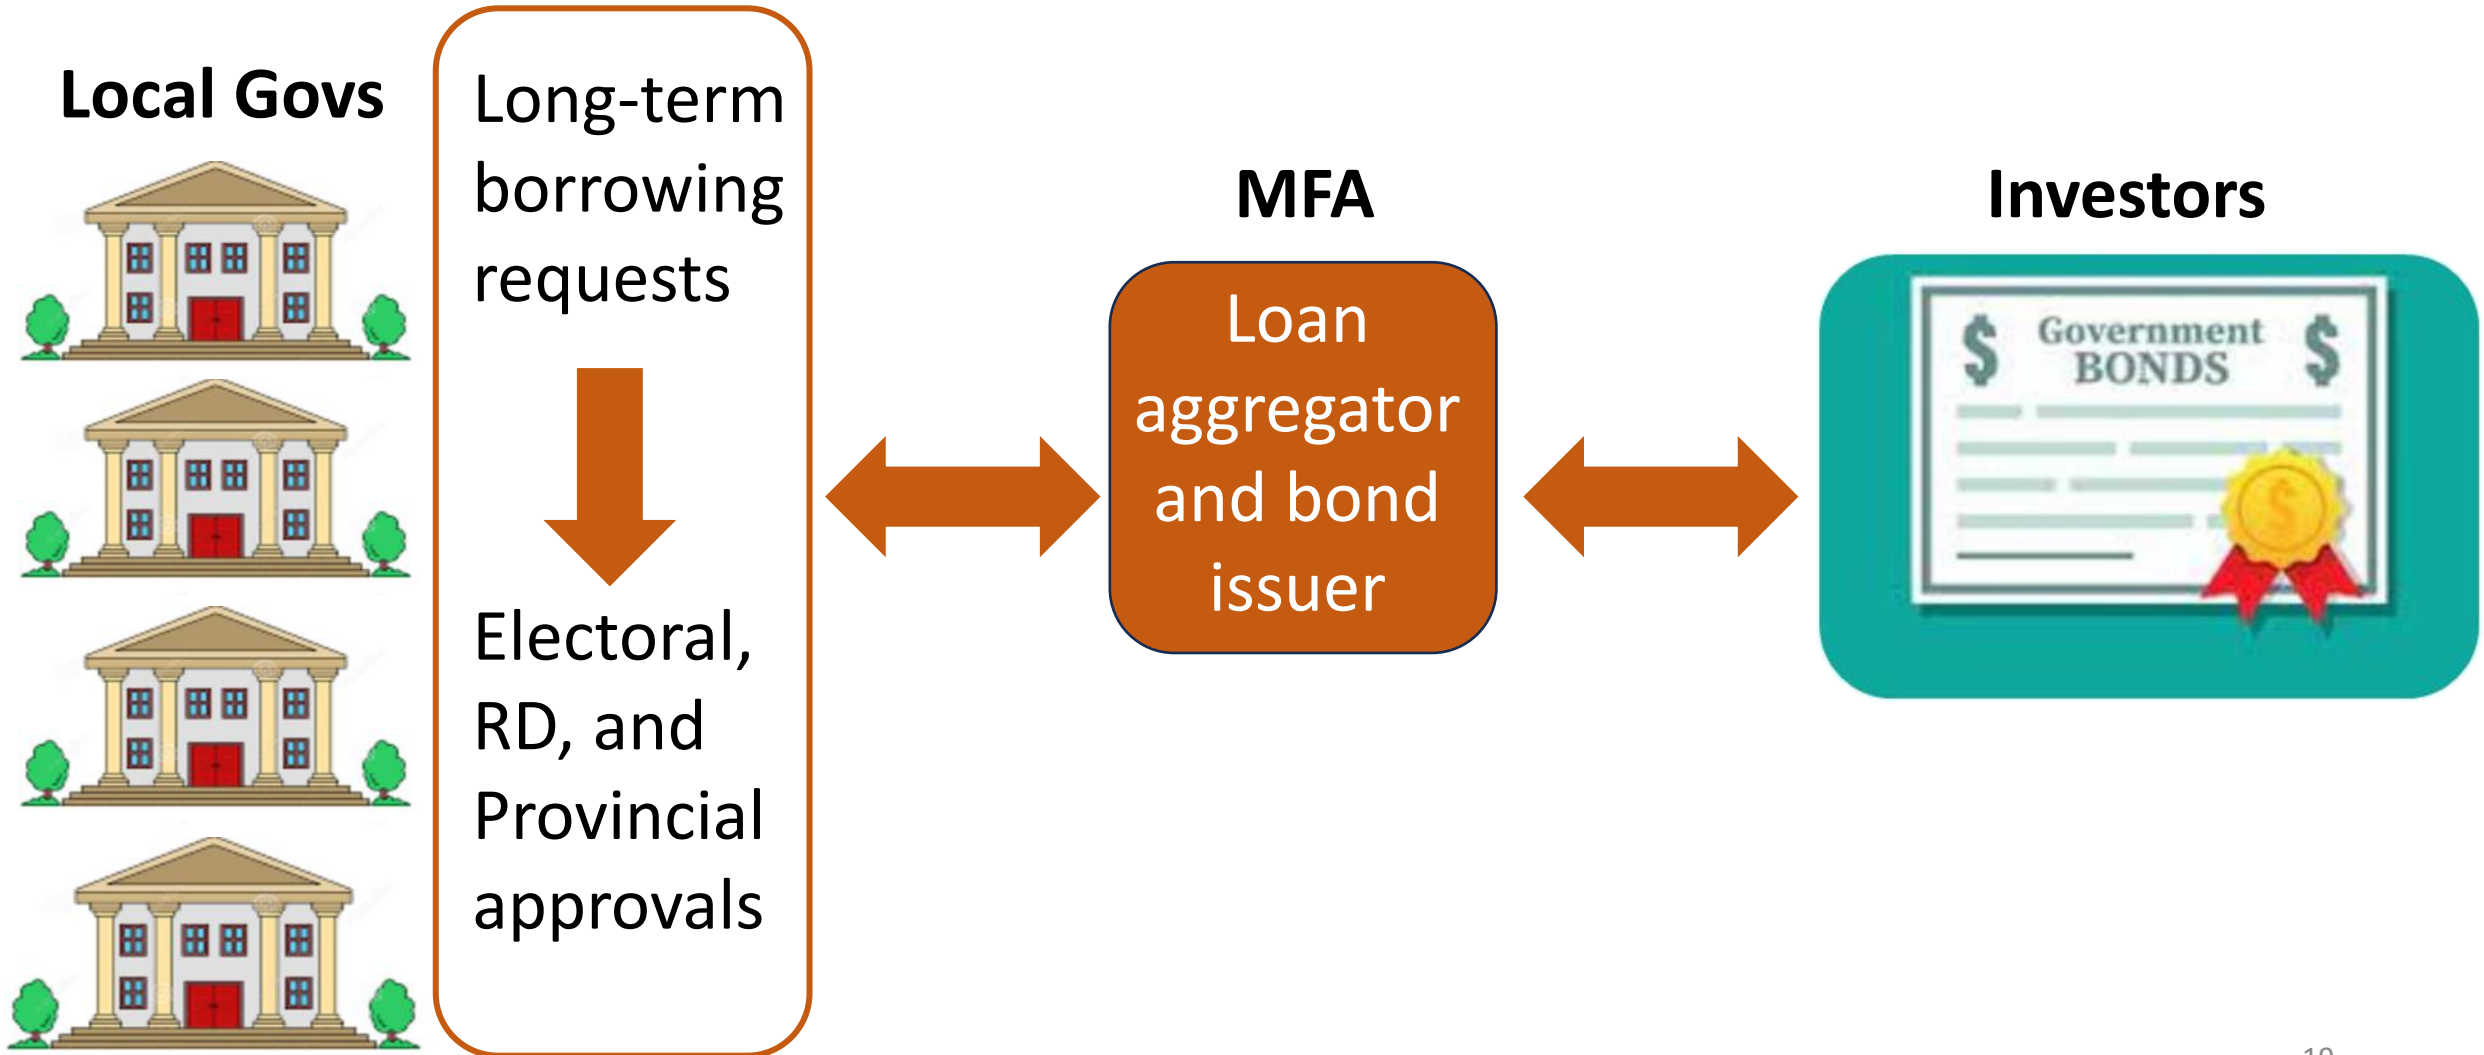 Local Govs
Long-term
borrowing
requests
Electoral,
RD, and
Provincial
approvals
MFA
Loan
aggregator
and bond
issuer
Investors
$ Government $
BONDS
$